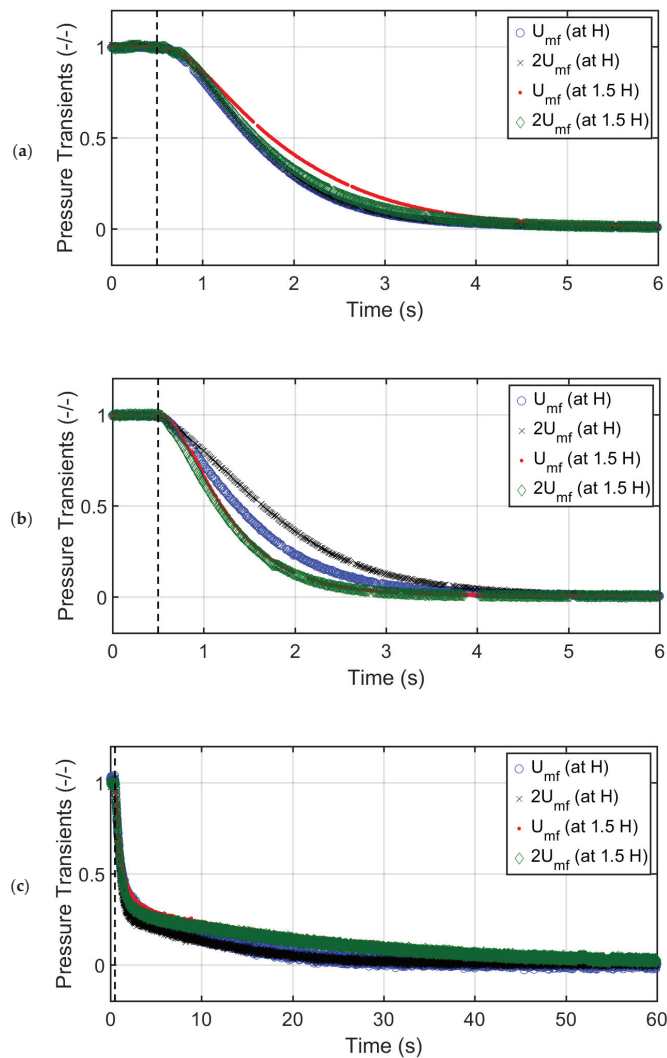 (a)
Pressure Transients (-/-)
1
0.5
0
0 1 2 3 4 5 6
Time (s)
U_mf (at H)
2U_mf (at H)
U_mf (at 1.5 H)
2U_mf (at 1.5 H)
(b)
Pressure Transients (-/-)
1
0.5
0
0 1 2 3 4 5 6
Time (s)
U_mf (at H)
2U_mf (at H)
U_mf (at 1.5 H)
2U_mf (at 1.5 H)
(c)
Pressure Transients (-/-)
1
0.5
0
0 10 20 30 40 50 60
Time (s)
U_mf (at H)
2U_mf (at H)
U_mf (at 1.5 H)
2U_mf (at 1.5 H)